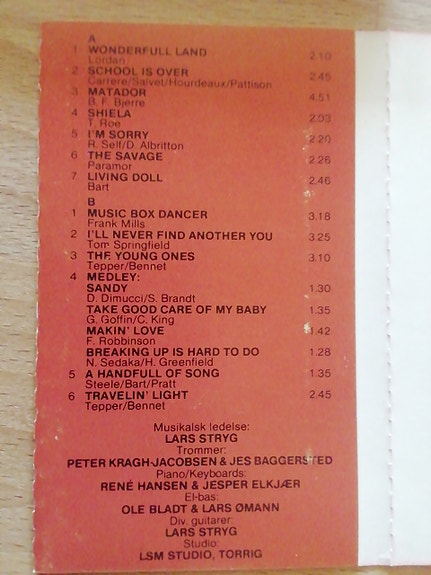 A
1 WONDERFULL LAND 2.10
Lordan
2 SCHOOL IS OVER 2.45
Carrere/Salvet/Hourdeaux/Pattison
3 MATADOR 4.51
B. F. Bjerre
4 SHIELA 2.03
T. Roe
5 I'M SORRY 2.20
R. Self/D. Albritton
6 THE SAVAGE 2.26
Paramor
7. LIVING DOLL 2.46
Bart
B
1 MUSIC BOX DANCER 3.18
Frank Mills
2 I'LL NEVER FIND ANOTHER YOU 3.25
Tom Springfield
3 THE YOUNG ONES 3.10
Tepper/Bennet
4 MEDLEY:
SANDY 1.30
D. Dimucci/S. Brandt
TAKE GOOD CARE OF MY BABY 1.35
G. Goffin/C. King
MAKIN' LOVE 1.42
F. Robbinson
BREAKING UP IS HARD TO DO 1.28
N. Sedaka/H. Greenfield
5 A HANDFULL OF SONG 1.35
Steele/Bart/Pratt
6 TRAVELIN' LIGHT 2.45
Tepper/Bennet
Musikalsk ledelse:
LARS STRYG
Trommer:
PETER KRAGH-JACOBSEN & JES BAGGERSTED
Piano/Keyboards:
RENÉ HANSEN & JESPER ELKJÆR
El-bas:
OLE BLADT & LARS ØMANN
Div. guitarer:
LARS STRYG
Studio:
LSM STUDIO, TORRIG